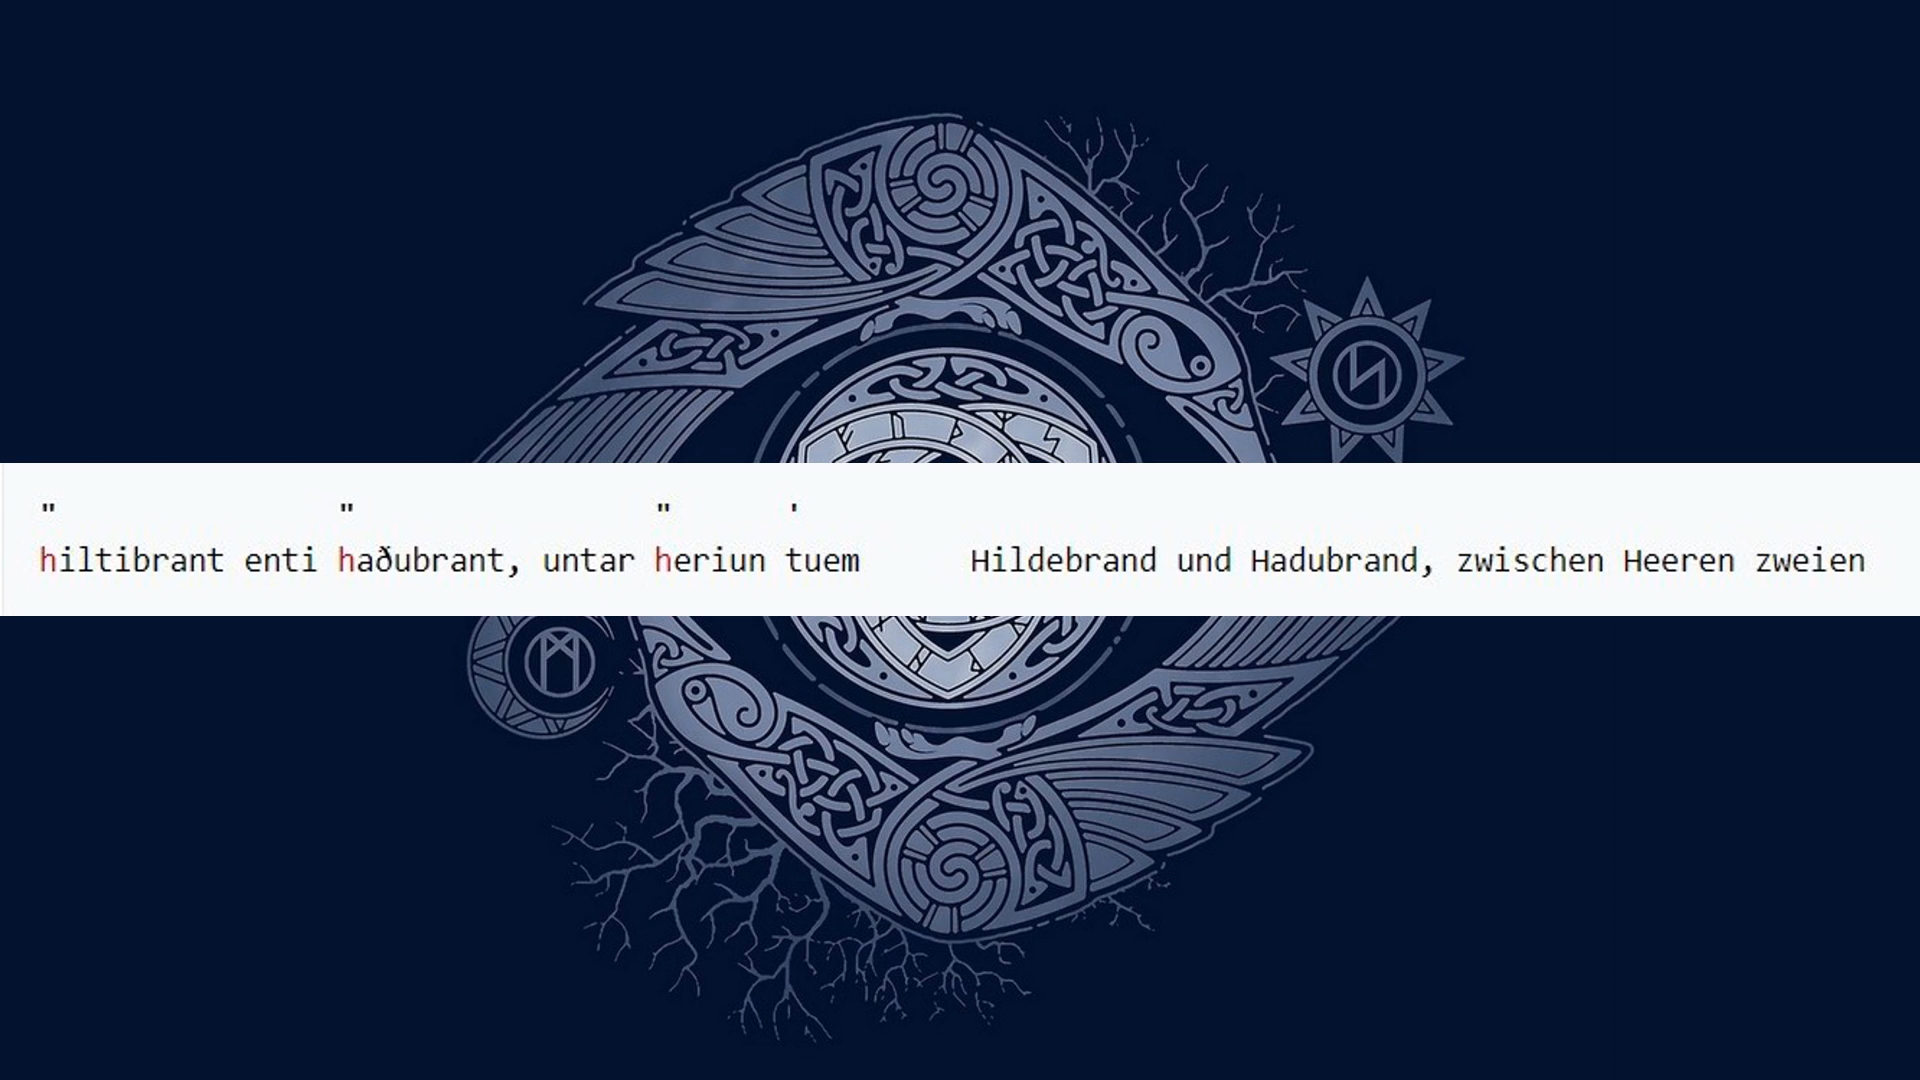 " " " '
hiltibrant enti haðubrant, untar heriun tuem Hildebrand und Hadubrand, zwischen Heeren zweien